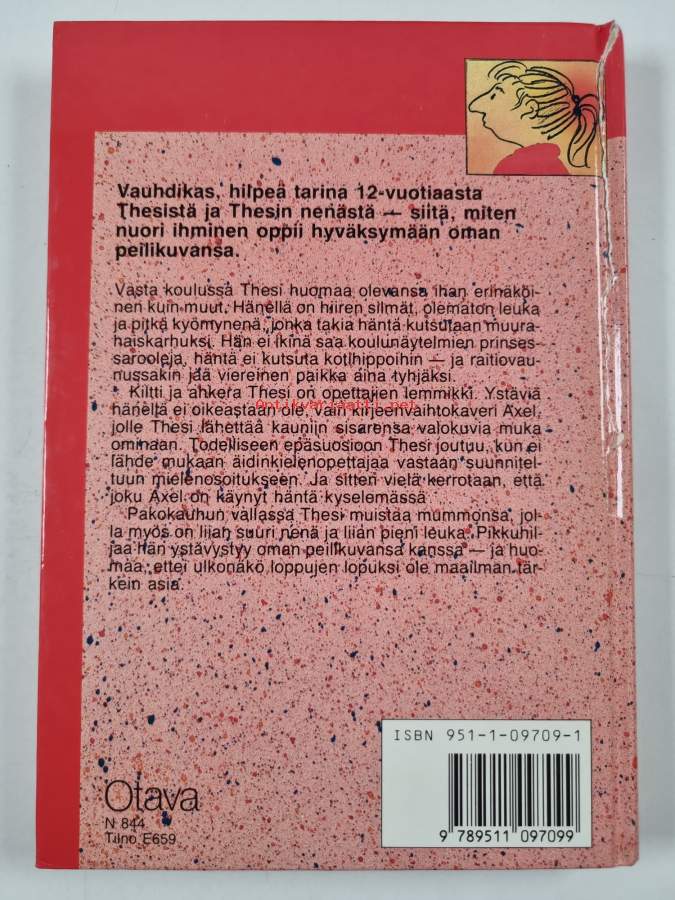 Vauhdikas, hilpeä tarina 12-vuotiaasta
Thesistä ja Thesin nenästä — siitä, miten
nuori ihminen oppii hyväksymään oman
peilikuvansa.
Vasta koulussa Thesi huomaa olevansa ihan erinäköi-
nen kuin muut. Hänellä on hiiren silmät, olematon leuka
ja pitkä kyömynenä, jonka takia häntä kutsutaan muura-
haiskarhuksi. Hän ei ikinä saa koulunäytelmien prinses-
sarooleja, häntä ei kutsuta kotihippoihin — ja raitiovau-
nussakin jää viereinen paikka aina tyhjäksi.
Kiltti ja ahkera Thesi on opettajien lemmikki. Ystäviä
hänellä ei oikeastaan ole. Vain kirjeenvaihtokaveri Axel,
jolle Thesi lähettää kauniin sisarensa valokuvia muka
ominaan. Todelliseen epäsuosioon Thesi joutuu, kun ei
lähde mukaan äidinkielenopettajaa vastaan suunnitel-
tuun mielenosoitukseen. Ja sitten vielä kerrotaan, että
joku Axel on käynyt häntä kyselemässä
Pakokauhun vallassa Thesi muistaa mummonsa, jol-
la myös on liian suuri nenä ja liian pieni leuka. Pikkuhil-
jaa hän ystävystyy oman peilikuvansa kanssa — ja huo-
maa, ettei ulkonäkö loppujen lopuksi ole maailman tär-
kein asia.
Antikvariaatti.net
ISBN 951-1-09709-1
Otava
N 844
Tilno E659
9 789511 097099